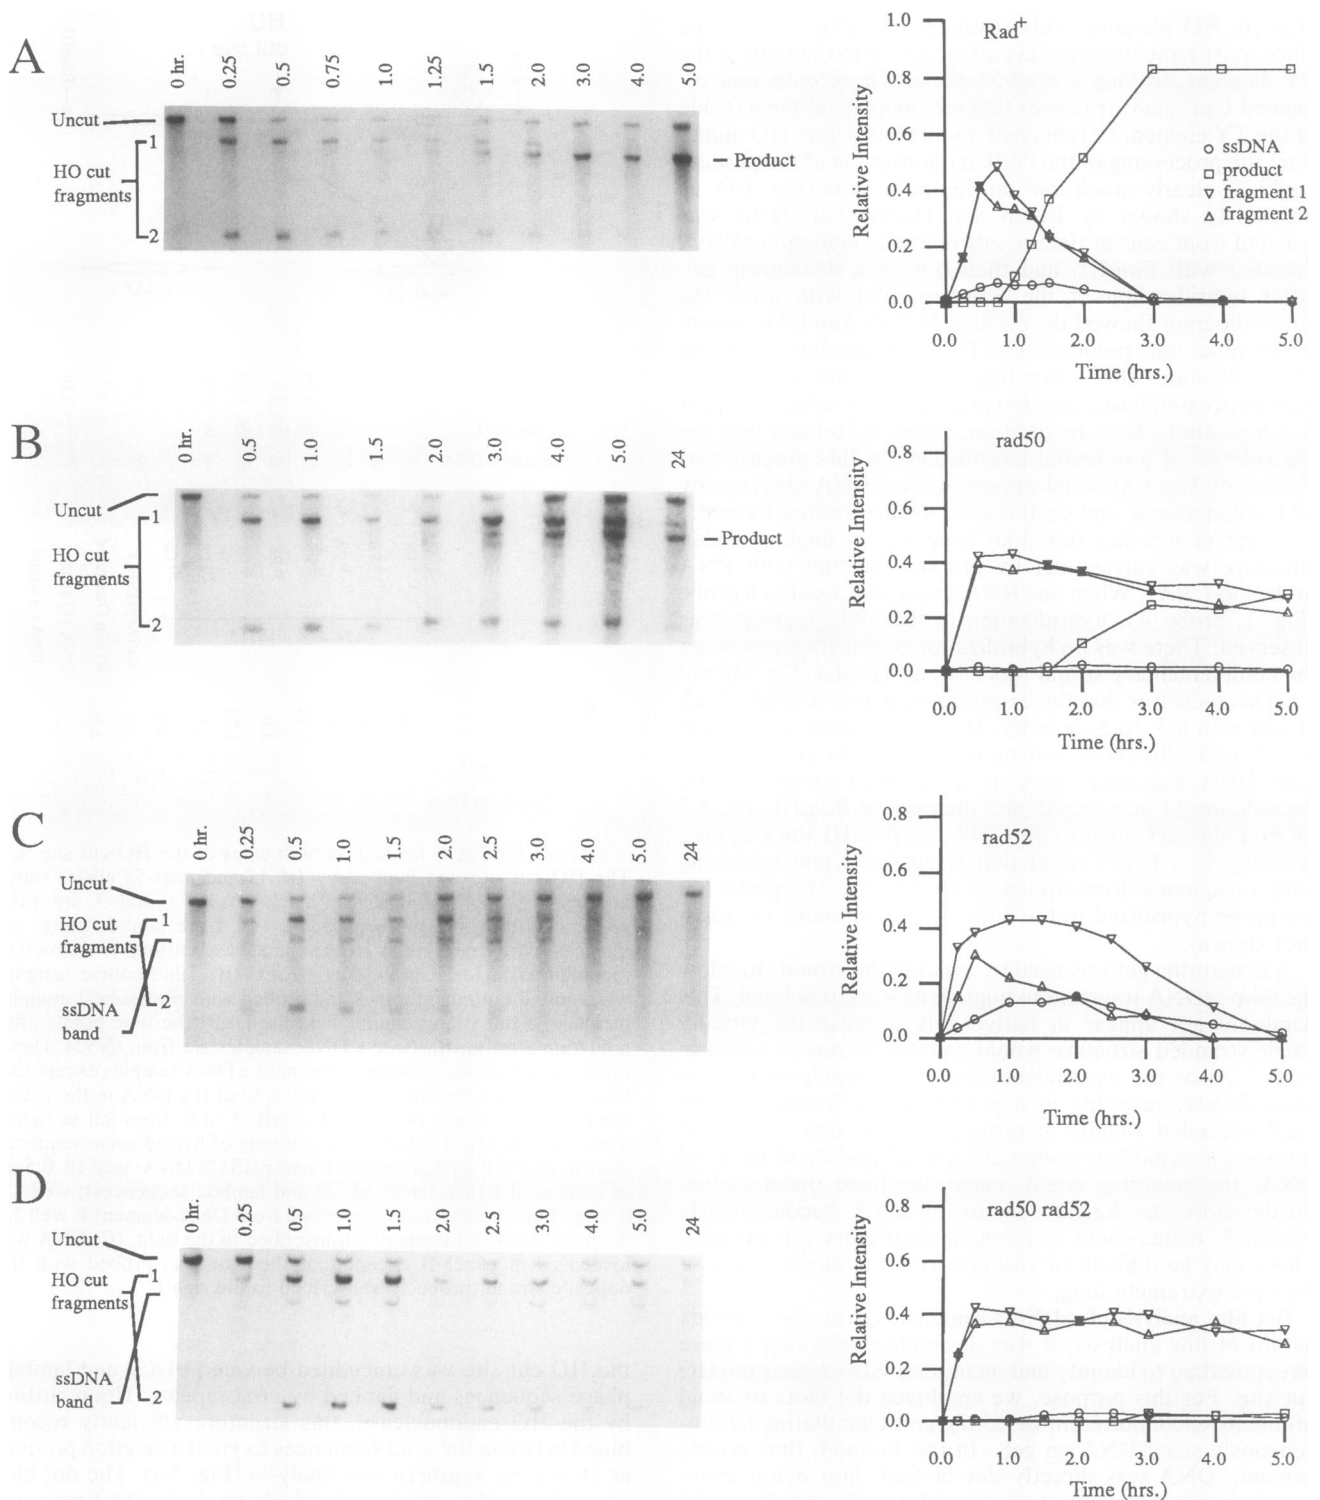 A
0 hr.
0.25
0.5
0.75
1.0
1.25
1.5
2.0
3.0
4.0
5.0
Uncut
1
HO cut
fragments
2
Product
Rad+
Relative Intensity
1.0
0.8
0.6
0.4
0.2
0.0
0.0 1.0 2.0 3.0 4.0 5.0
Time (hrs.)
ssDNA
product
fragment 1
fragment 2
B
0 hr.
0.5
1.0
1.5
2.0
3.0
4.0
5.0
24
Uncut
1
HO cut
fragments
2
Product
rad50
Relative Intensity
0.8
0.6
0.4
0.2
0.0
0.0 1.0 2.0 3.0 4.0 5.0
Time (hrs.)
C
0 hr.
0.25
0.5
1.0
1.5
2.0
2.5
3.0
4.0
5.0
24
Uncut
HO cut 1
fragments
ssDNA 2
band
rad52
Relative Intensity
0.8
0.6
0.4
0.2
0.0
0.0 1.0 2.0 3.0 4.0 5.0
Time (hrs.)
D
0 hr.
0.25
0.5
1.0
1.5
2.0
2.5
3.0
4.0
5.0
24
Uncut
HO cut 1
fragments
ssDNA
band 2
rad50 rad52
Relative Intensity
0.8
0.6
0.4
0.2
0.0
0.0 1.0 2.0 3.0 4.0 5.0
Time (hrs.)